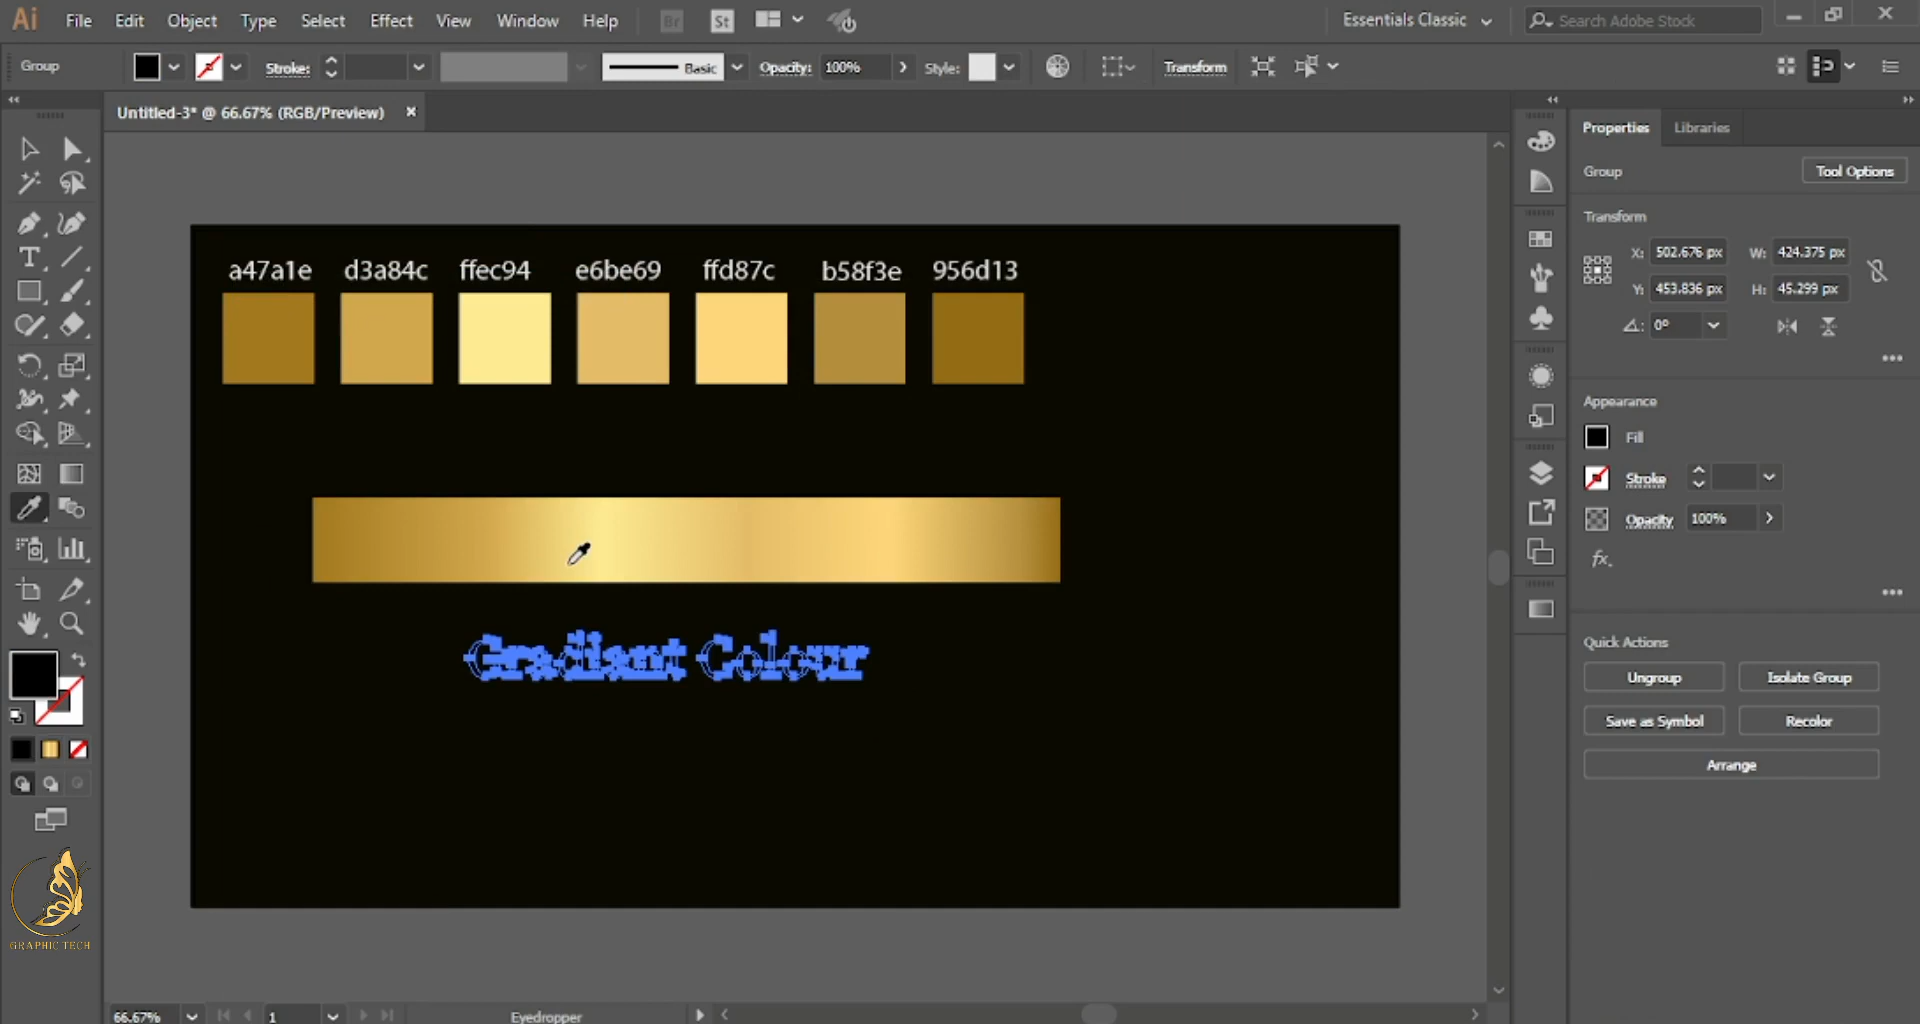 Ai File Edit Object Type Select Effect View Window Help Br St Essentials Classic Search Adobe Stock
Group Stroke: Basic Opacity: 100% Style: Transform
Untitled-3* @ 66.67% (RGB/Preview)
Properties Libraries
Group Tool Options
Transform
X: 502.676 px W: 424.375 px
Y: 453.836 px H: 45.299 px
0°
Appearance
Fill
Stroke
Opacity 100%
fx.
Quick Actions
Ungroup Isolate Group
Save as Symbol Recolor
Arrange
a47a1e d3a84c ffec94 e6be69 ffd87c b58f3e 956d13
Gradiant Colour
GRAPHIC TECH
66.67% 1 Eyedropper